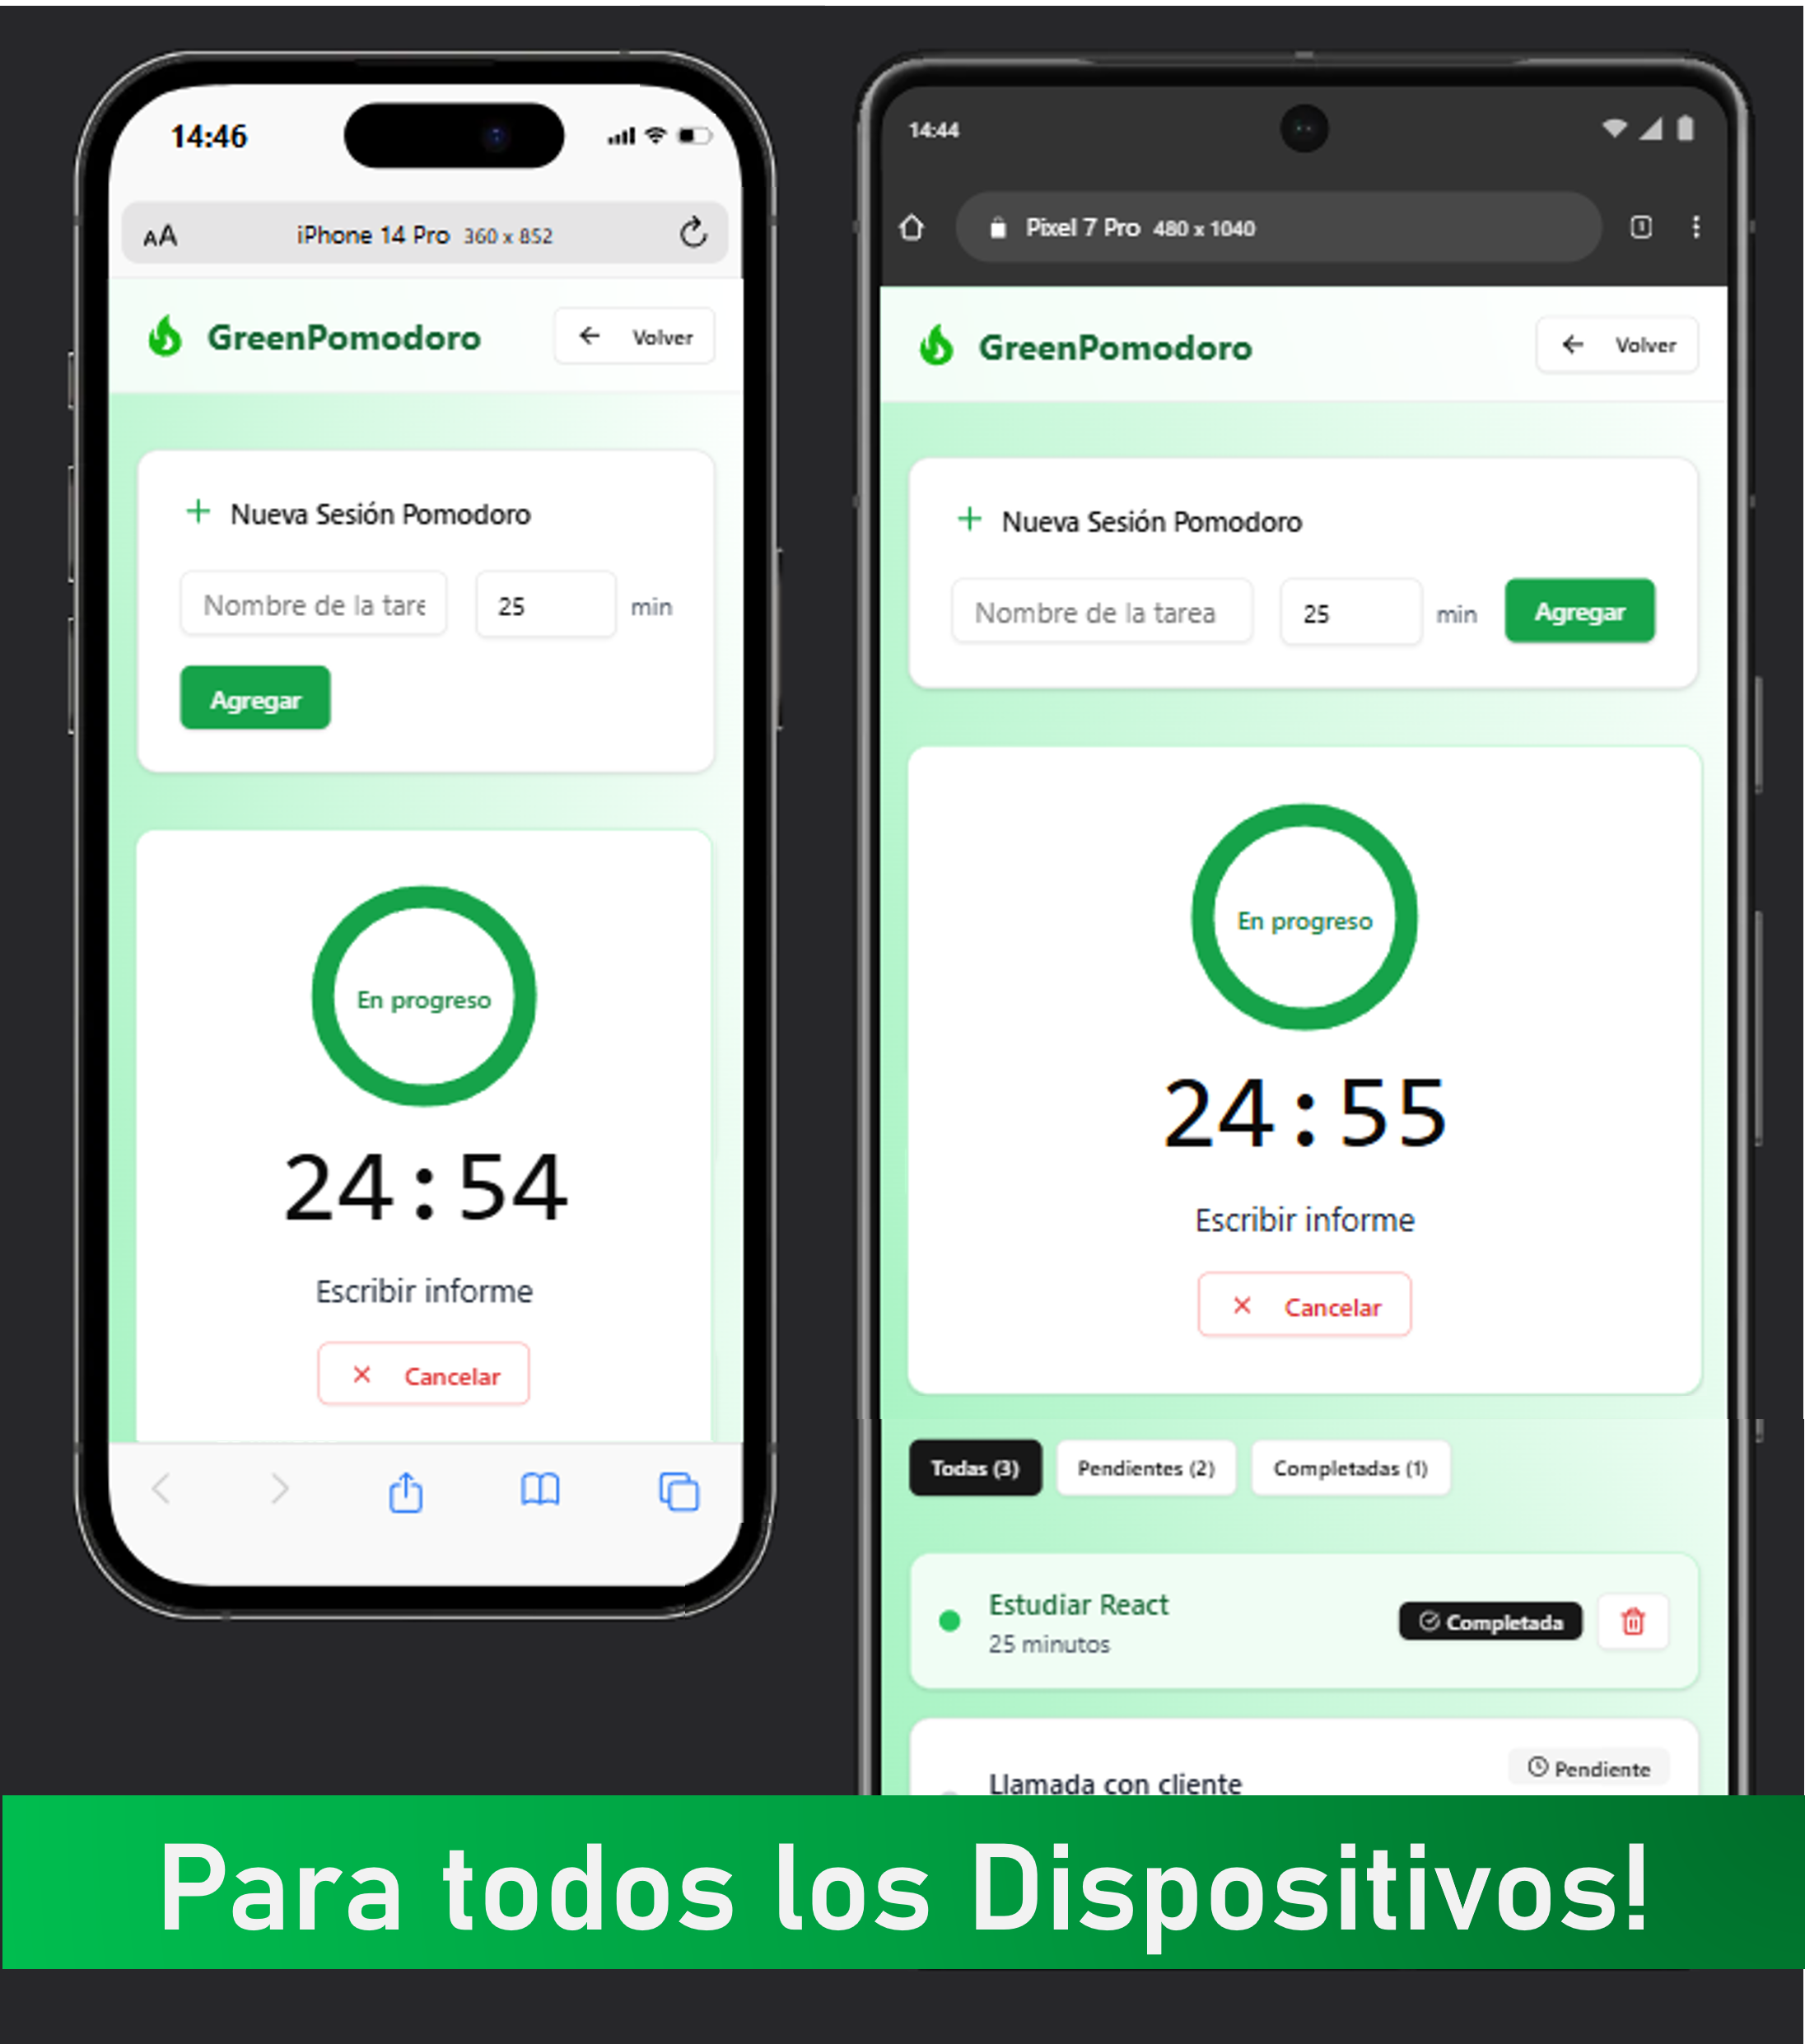 14:46
AA iPhone 14 Pro 360 x 852
GreenPomodoro
Volver
Nueva Sesión Pomodoro
Nombre de la tare
25 min
Agregar
En progreso
24:54
Escribir informe
Cancelar
14:44
Pixel 7 Pro 480 x 1040 1
GreenPomodoro
Volver
Nueva Sesión Pomodoro
Nombre de la tarea 25 min Agregar
En progreso
24:55
Escribir informe
Cancelar
Todas (3) Pendientes (2) Completadas (1)
Estudiar React
25 minutos
Completada
Llamada con cliente
Pendiente
Para todos los Dispositivos!